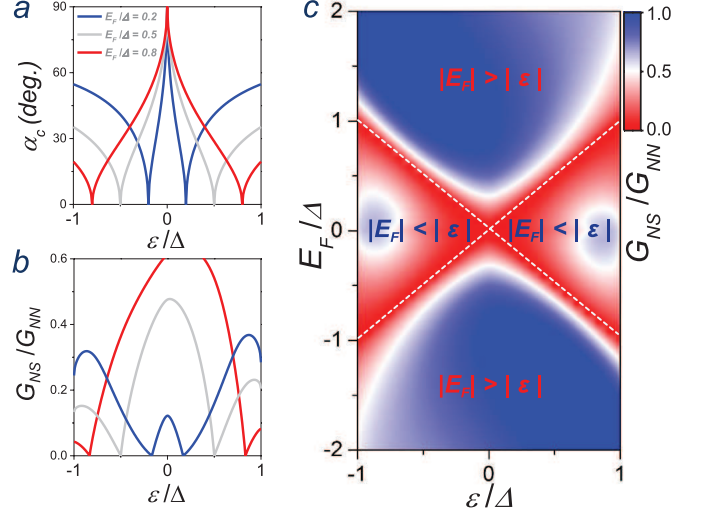 a
90
60
30
0
α_c (deg.)
E_F/Δ = 0.2
E_F/Δ = 0.5
E_F/Δ = 0.8
-1
0
1
ε/Δ
b
0.6
0.4
0.2
0.0
G_NS/G_NN
-1
0
1
ε/Δ
c
2
1
0
-1
-2
E_F/Δ
|E_F| > | ε |
|E_F| < | ε |
|E_F| < | ε |
|E_F| > | ε |
-1
0
1
ε/Δ
1.0
0.5
0.0
G_NS/G_NN